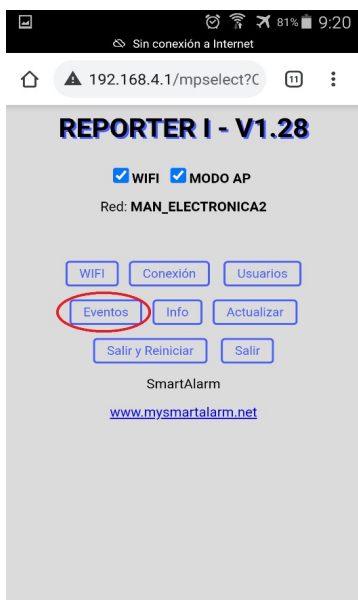 81% 9:20
Sin conexión a Internet
192.168.4.1/mpselect?C 11
REPORTER I - V1.28
WIFI MODO AP
Red: MAN_ELECTRONICA2
WIFI Conexión Usuarios
Eventos Info Actualizar
Salir y Reiniciar Salir
SmartAlarm
www.mysmartalarm.net